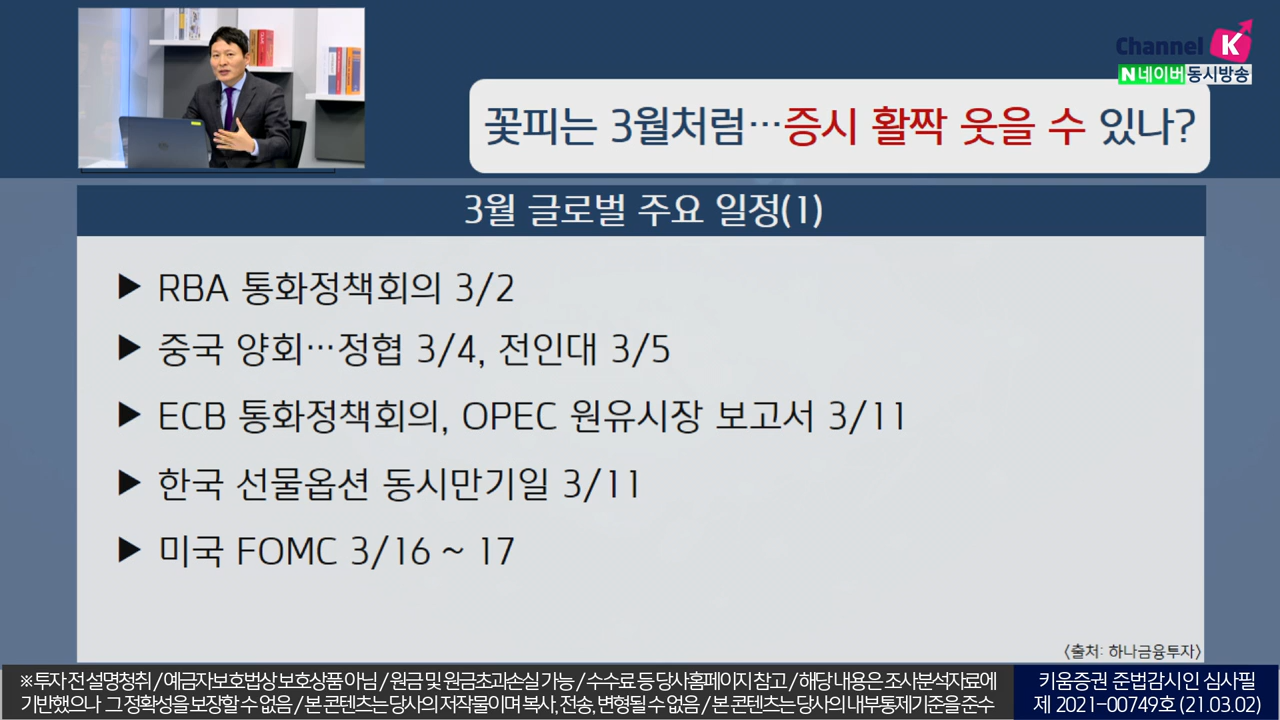 Channel K
N 네이버 동시방송
꽃피는 3월처럼…증시 활짝 웃을 수 있나?
3월 글로벌 주요 일정(1)
▶ RBA 통화정책회의 3/2
▶ 중국 양회…정협 3/4, 전인대 3/5
▶ ECB 통화정책회의, OPEC 원유시장 보고서 3/11
▶ 한국 선물옵션 동시만기일 3/11
▶ 미국 FOMC 3/16 ~ 17
〈출처: 하나금융투자〉
※ 투자 전 설명청취 / 예금자보호법상 보호상품 아님 / 원금 및 원금초과손실 가능 / 수수료 등 당사홈페이지 참고 / 해당 내용은 조사분석자료에
기반했으나 그 정확성을 보장할 수 없음 / 본 콘텐츠는 당사의 저작물이며 복사, 전송, 변형될 수 없음 / 본 콘텐츠는 당사의 내부통제기준을 준수
키움증권 준법감시인 심사필
제 2021-00749호 (21.03.02)